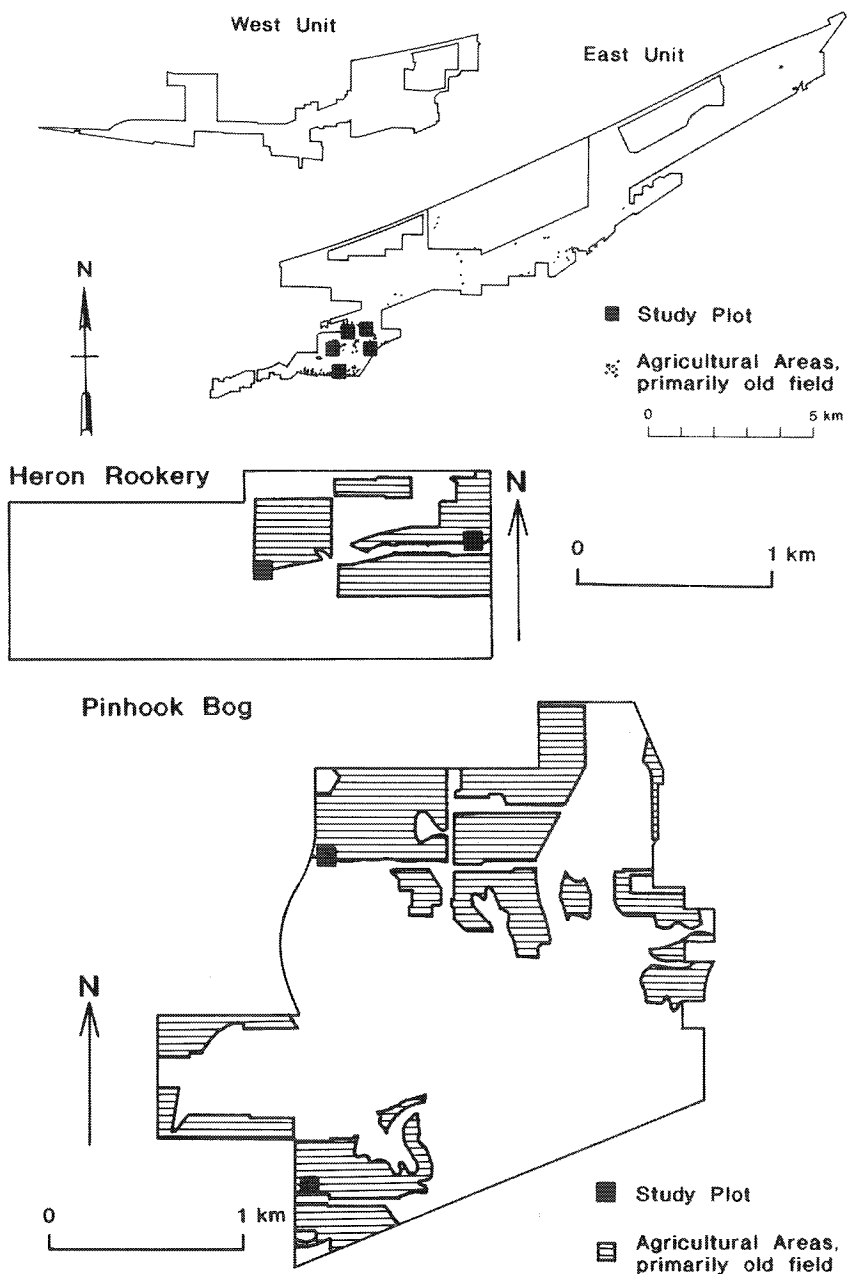 West Unit
East Unit
N
Study Plot
Agricultural Areas,
primarily old field
0 5 km
Heron Rookery
N
0 1 km
Pinhook Bog
N
0 1 km
Study Plot
Agricultural Areas,
primarily old field